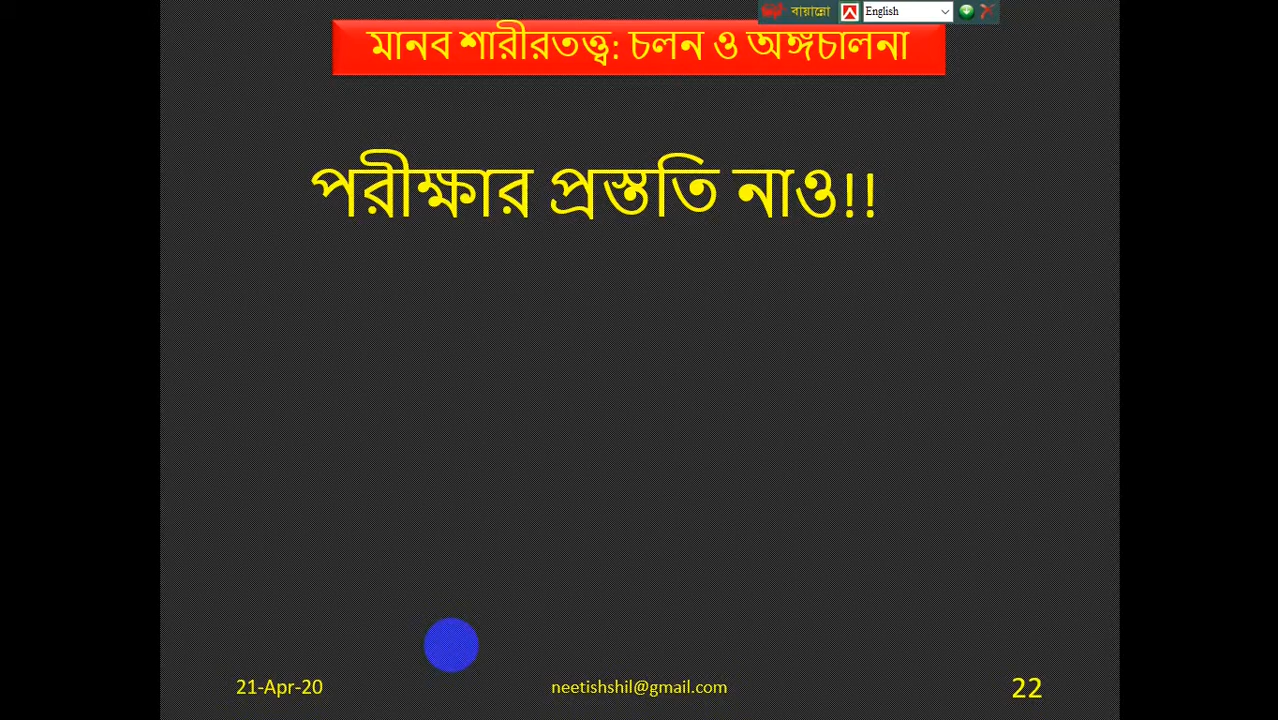 বায়ান্নো English
মানব শারীরতত্ত্ব: চলন ও অঙ্গচালনা
পরীক্ষার প্রস্তুতি নাও!!
21-Apr-20 neetishshil@gmail.com 22